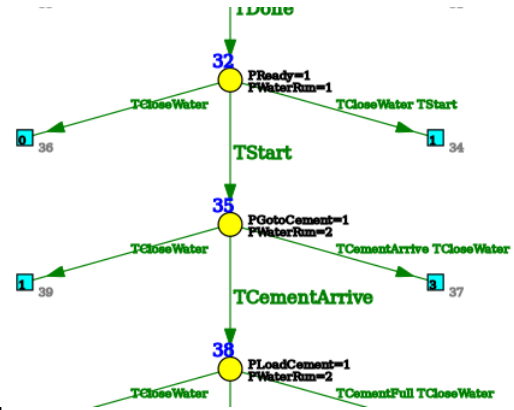 TDone
32
PReady=1
PWaterRun=1
TCloseWater
TCloseWater TStart
0
36
1
34
TStart
35
PGotoCement=1
PWaterRun=2
TCloseWater
TCementArrive TCloseWater
1
39
3
37
TCementArrive
38
PLoadCement=1
PWaterRun=2
TCloseWater
TCementFull TCloseWater